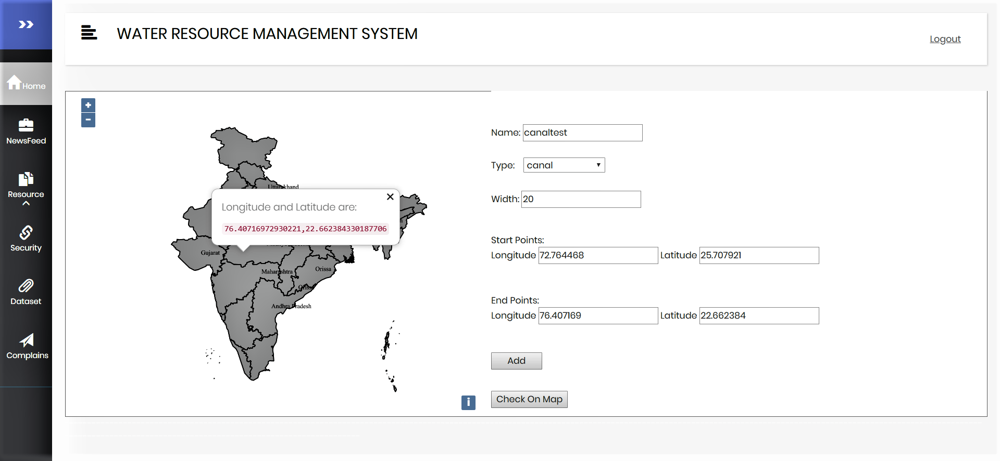 WATER RESOURCE MANAGEMENT SYSTEM
Logout
Home
NewsFeed
Resource
Security
Dataset
Complains
+
-
Uttarakhand
Longitude and Latitude are:
76.40716972930221,22.662384330187706
Gujarat
Maharashtra
Orissa
Orissa
Andhra Pradesh
i
Name: canaltest
Type: canal
Width: 20
Start Points:
Longitude 72.764468 Latitude 25.707921
End Points:
Longitude 76.407169 Latitude 22.662384
Add
Check On Map